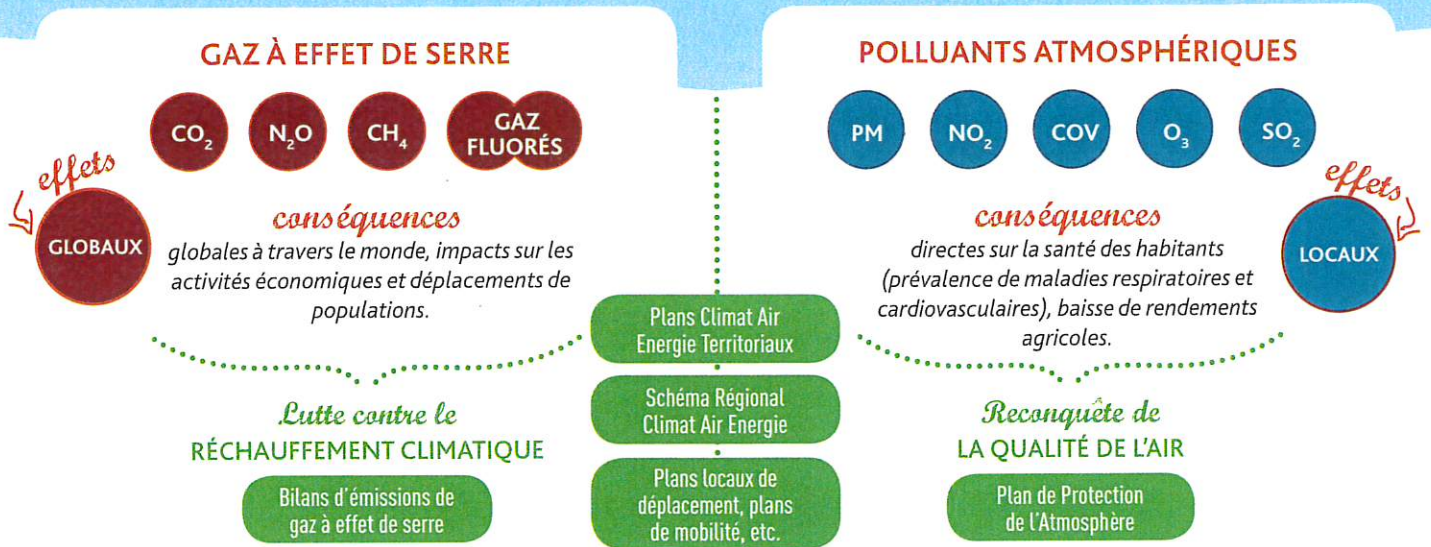 GAZ À EFFET DE SERRE
CO2
N2O
CH4
GAZ
FLUORÉS
effets
GLOBAUX
conséquences
globales à travers le monde, impacts sur les
activités économiques et déplacements de
populations.
Lutte contre le
RÉCHAUFFEMENT CLIMATIQUE
Bilans d'émissions de
gaz à effet de serre
Plans Climat Air
Energie Territoriaux
Schéma Régional
Climat Air Energie
Plans locaux de
déplacement, plans
de mobilité, etc.
POLLUANTS ATMOSPHÉRIQUES
PM
NO2
COV
O3
SO2
effets
LOCAUX
conséquences
directes sur la santé des habitants
(prévalence de maladies respiratoires et
cardiovasculaires), baisse de rendements
agricoles.
Reconquête de
LA QUALITÉ DE L'AIR
Plan de Protection
de l'Atmosphère